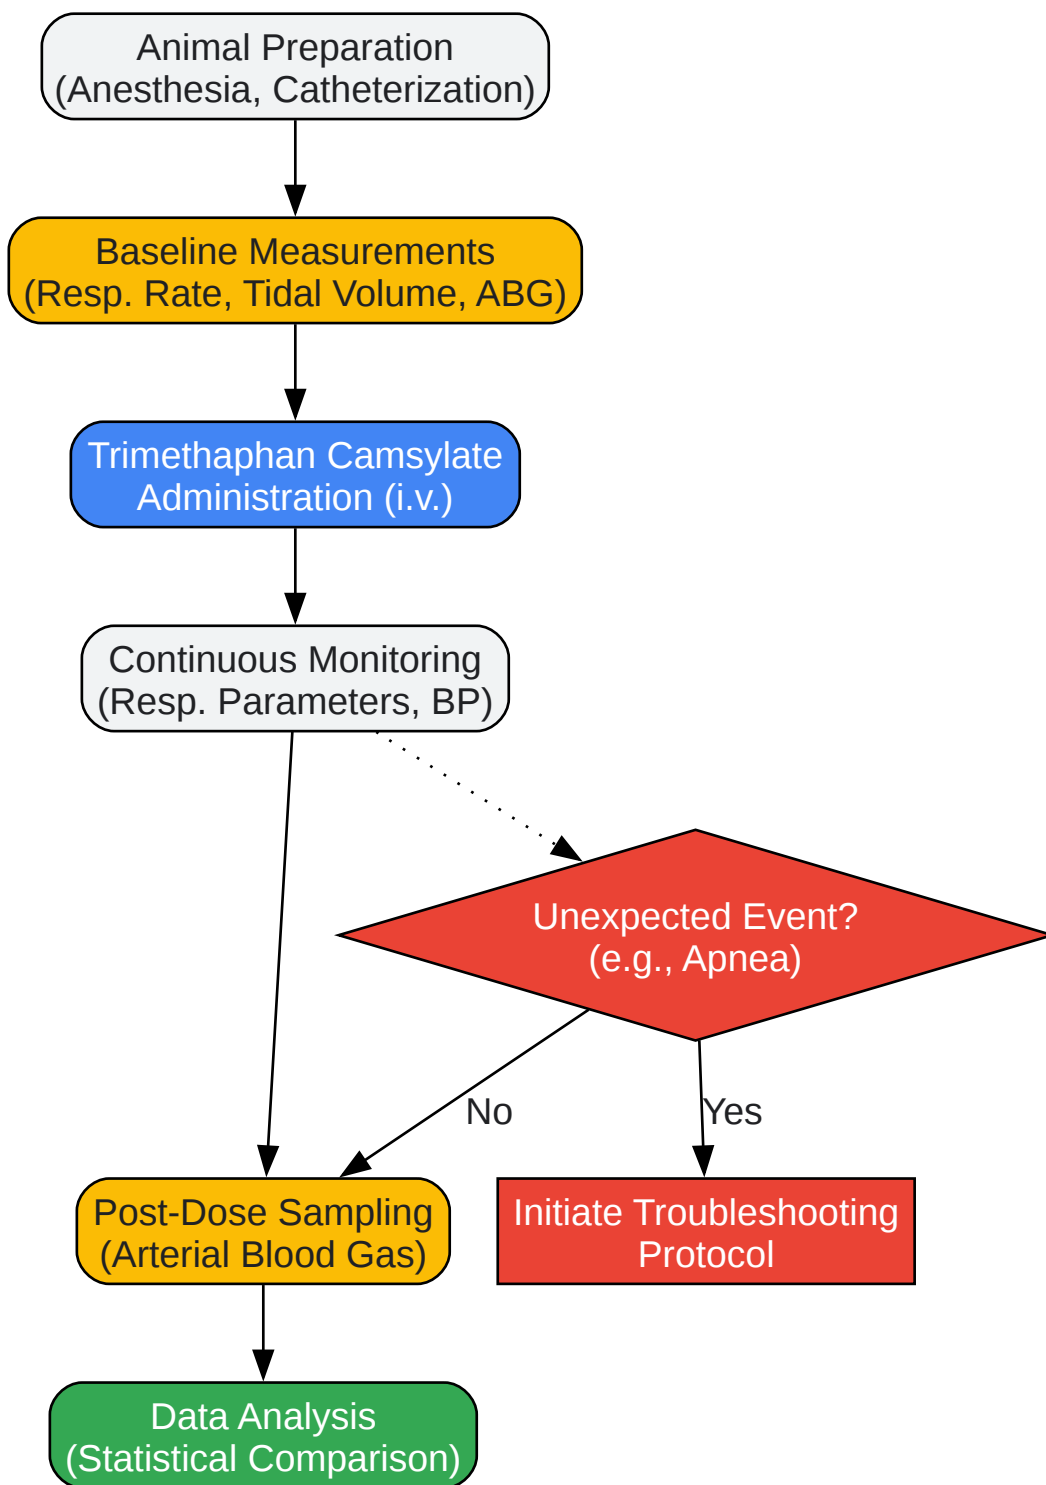 Animal Preparation
(Anesthesia, Catheterization)
Baseline Measurements
(Resp. Rate, Tidal Volume, ABG)
Trimethaphan Camsylate
Administration (i.v.)
Continuous Monitoring
(Resp. Parameters, BP)
Unexpected Event?
(e.g., Apnea)
No
Yes
Post-Dose Sampling
(Arterial Blood Gas)
Initiate Troubleshooting
Protocol
Data Analysis
(Statistical Comparison)